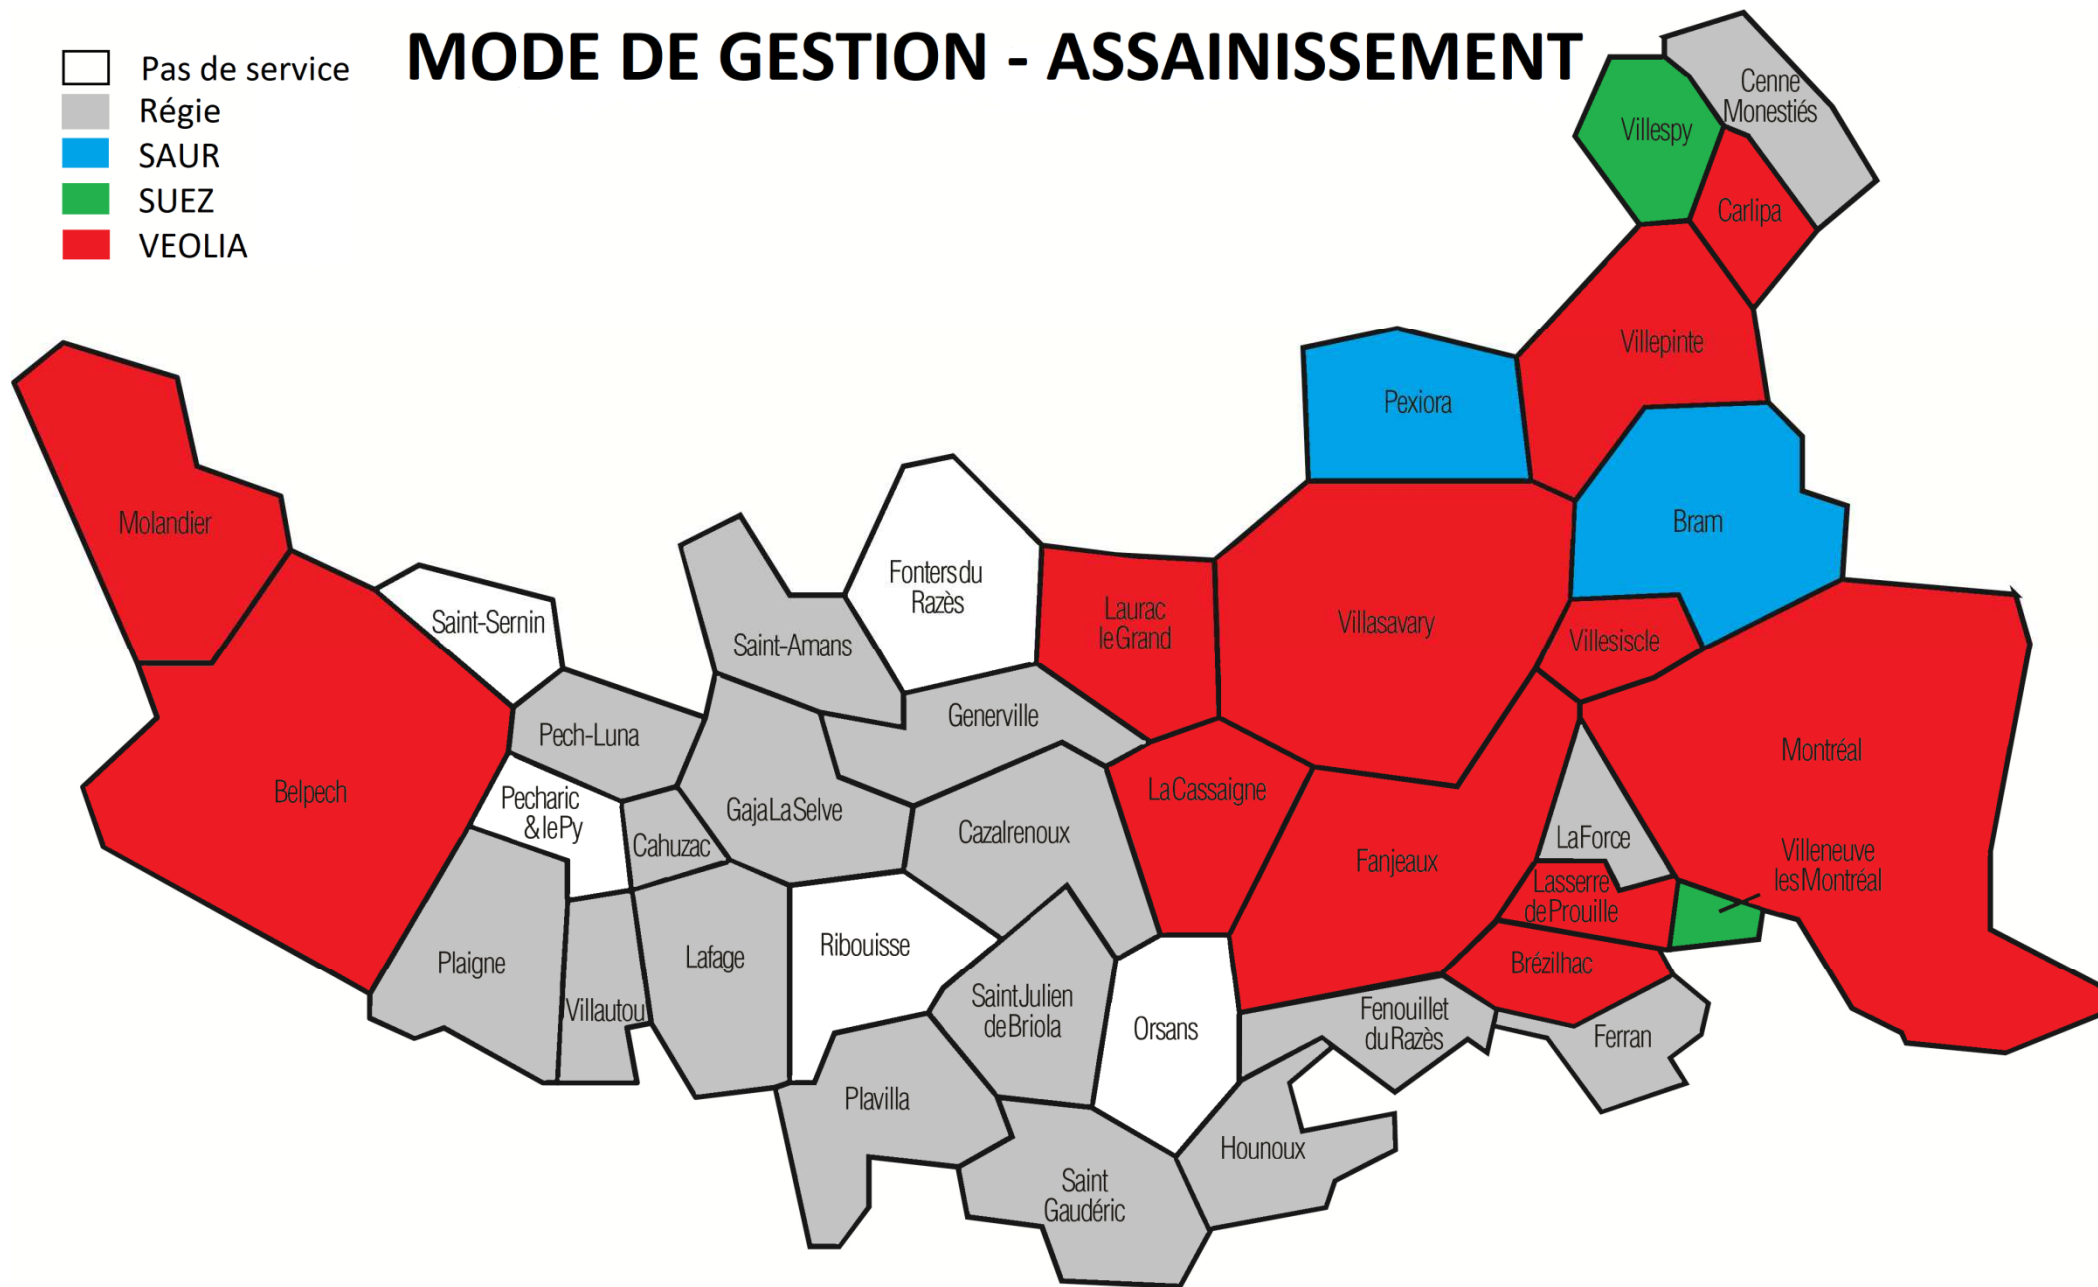 MODE DE GESTION - ASSAINISSEMENT
Pas de service
Régie
SAUR
SUEZ
VEOLIA
Cenne
Monestiés
Villespy
Carlipa
Villepinte
Pexiora
Bram
Molandier
Saint-Sernin
Fonters du
Razès
Saint-Amans
Laurac
le Grand
Villasavary
Villesiscle
Generville
Pech-Luna
Montréal
Belpech
Pecharic
& le Py
Gaja La Selve
La Cassaigne
Cahuzac
Cazalrenoux
Fanjeaux
La Force
Villeneuve
les Montréal
Lasserre
de Prouille
Plaigne
Lafage
Ribouisse
Brézilhac
Villautou
Saint Julien
de Briola
Orsans
Fenouillet
du Razès
Ferran
Plavilla
Hounoux
Saint
Gaudéric